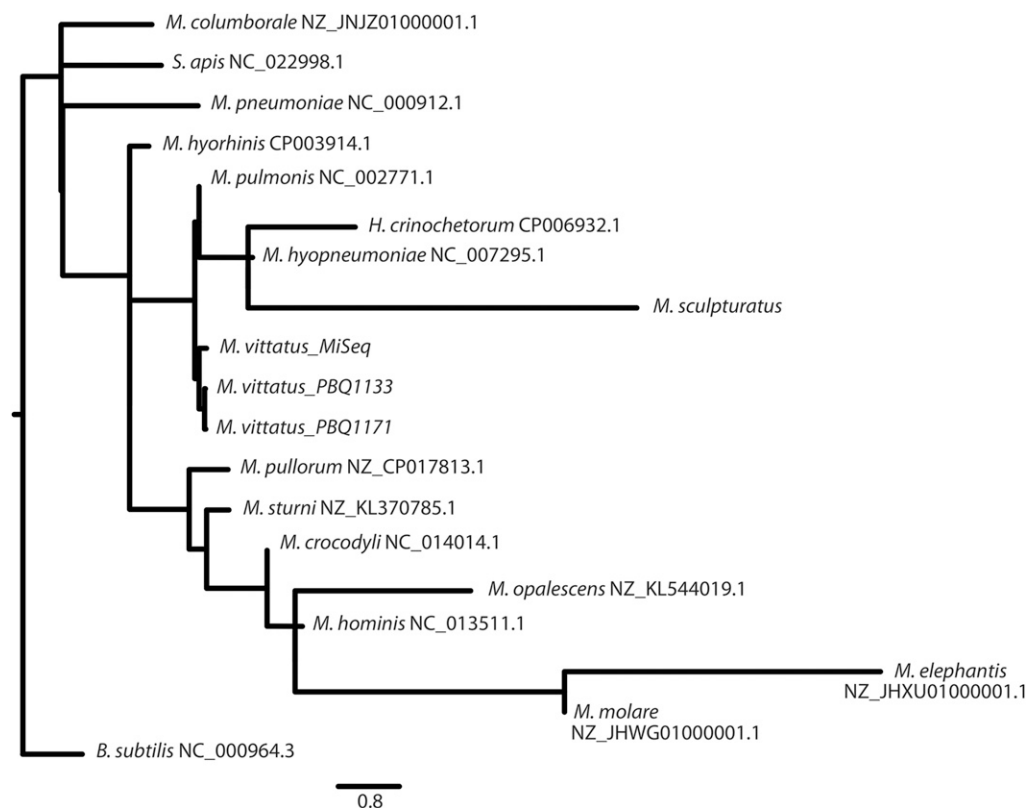 M. columborale NZ_JNJZ01000001.1
S. apis NC_022998.1
M. pneumoniae NC_000912.1
M. hyorhinis CP003914.1
M. pulmonis NC_002771.1
H. crinochetorum CP006932.1
M. hyopneumoniae NC_007295.1
M. sculpturatus
M. vittatus_MiSeq
M. vittatus_PBQ1133
M. vittatus_PBQ1171
M. pullorum NZ_CP017813.1
M. sturni NZ_KL370785.1
M. crocodyli NC_014014.1
M. opalescens NZ_KL544019.1
M. hominis NC_013511.1
M. elephantis
NZ_JHXU01000001.1
M. molare
NZ_JHWG01000001.1
B. subtilis NC_000964.3
0.8